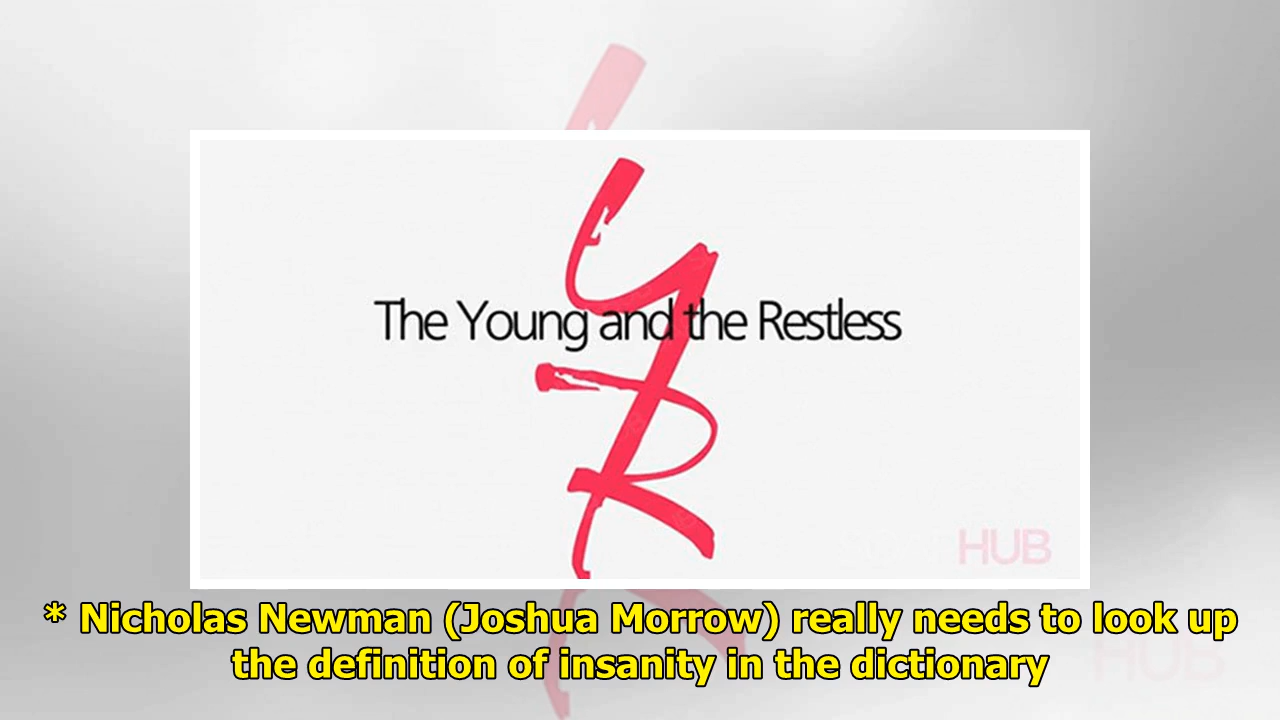 Y
The Young and the Restless
R
HUB
* Nicholas Newman (Joshua Morrow) really needs to look up
the definition of insanity in the dictionary
HUB